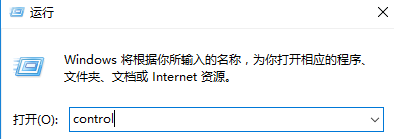 运行
Windows 将根据你所输入的名称，为你打开相应的程序、
文件夹、文档或 Internet 资源。
打开(O): control